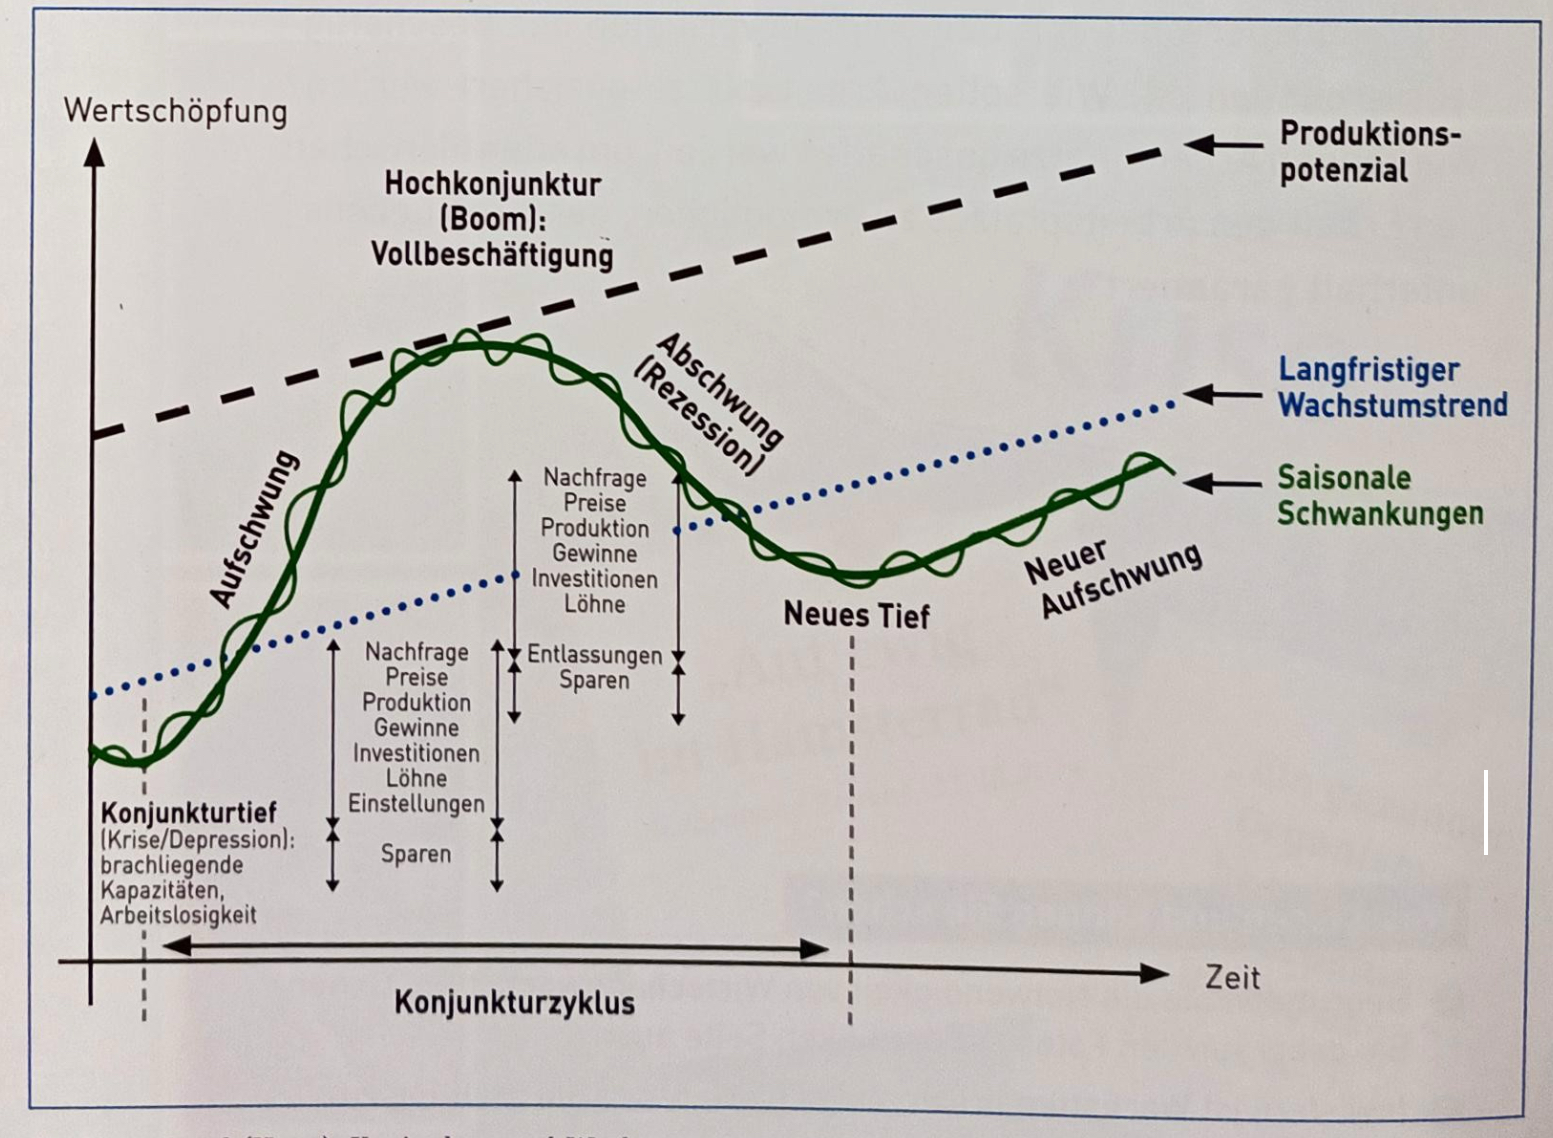 Wertschöpfung
Hochkonjunktur
(Boom):
Vollbeschäftigung
Produktions-
potenzial
Abschwung
(Rezession)
Langfristiger
Wachstumstrend
Saisonale
Schwankungen
Aufschwung
Nachfrage
Preise
Produktion
Gewinne
Investitionen
Löhne
Entlassungen
Sparen
Nachfrage
Preise
Produktion
Gewinne
Investitionen
Löhne
Einstellungen
Sparen
Neues Tief
Neuer
Aufschwung
Konjunkturtief
(Krise/Depression):
brachliegende
Kapazitäten,
Arbeitslosigkeit
Zeit
Konjunkturzyklus